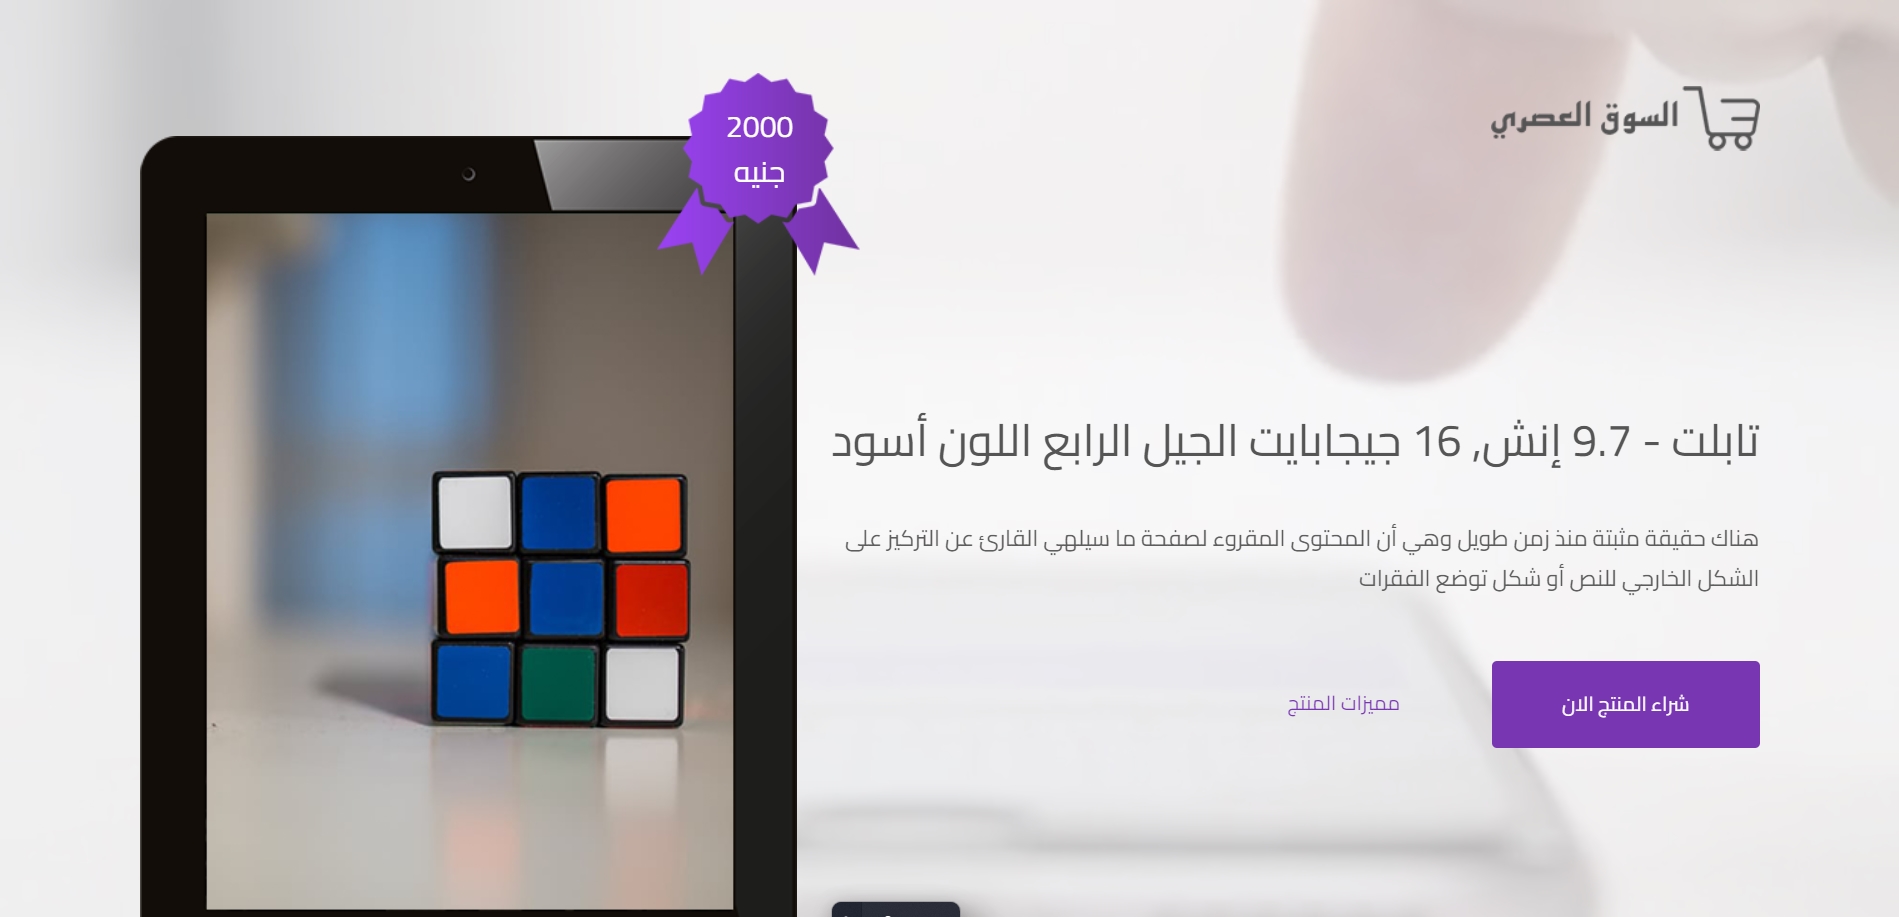 السوق العصري
2000
جنيه
تابلت - 9.7 إنش, 16 جيجابايت الجيل الرابع اللون أسود
هناك حقيقة مثبتة منذ زمن طويل وهي أن المحتوى المقروء لصفحة ما سيلهي القارئ عن التركيز على
الشكل الخارجي للنص أو شكل توضع الفقرات
شراء المنتج الان
مميزات المنتج